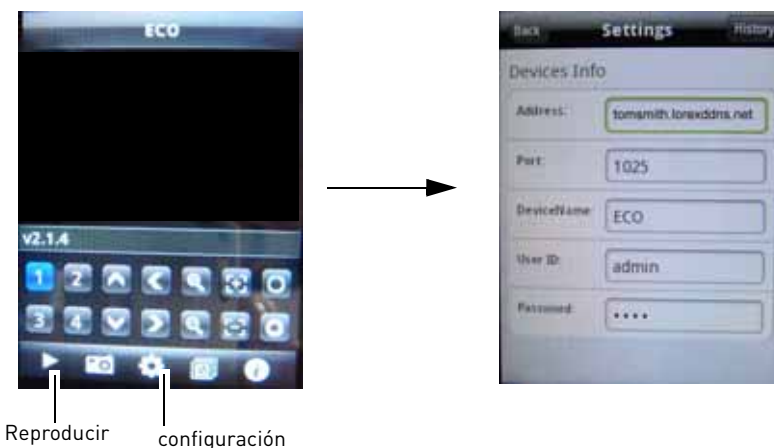 ECO
v2.1.4
1 2
3 4
Reproducir
configuración
Back Settings History
Devices Info
Address: tomsmith.lorexddns.net
Port: 1025
DeviceName: ECO
User ID: admin
Password: ••••